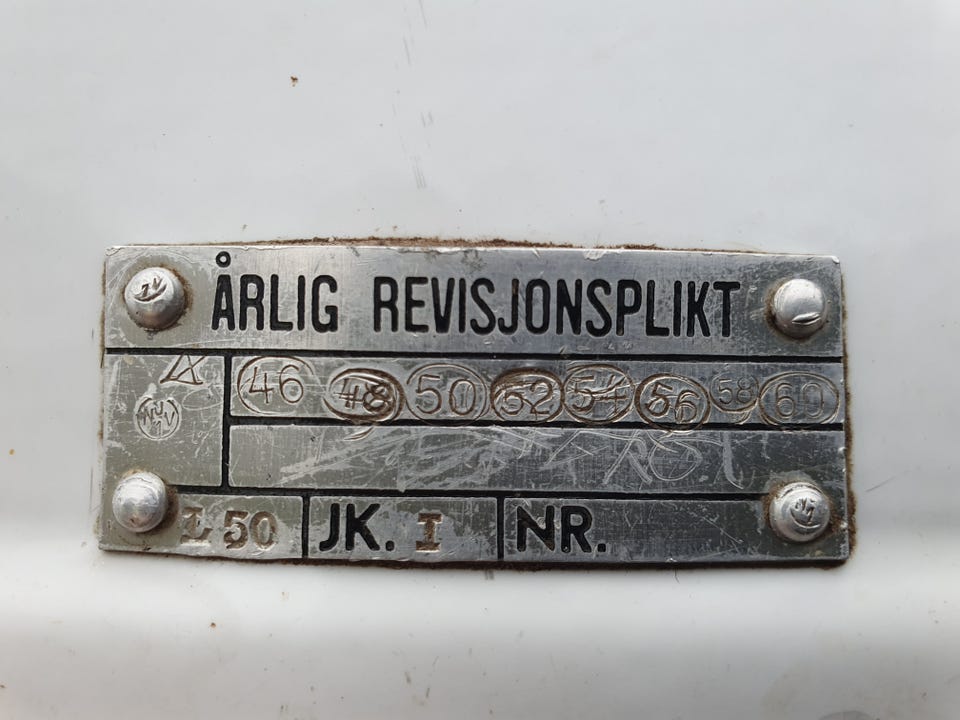 ÅRLIG REVISJONSPLIKT
46 48 50 52 54 56 58 60
L 50 JK. I NR.